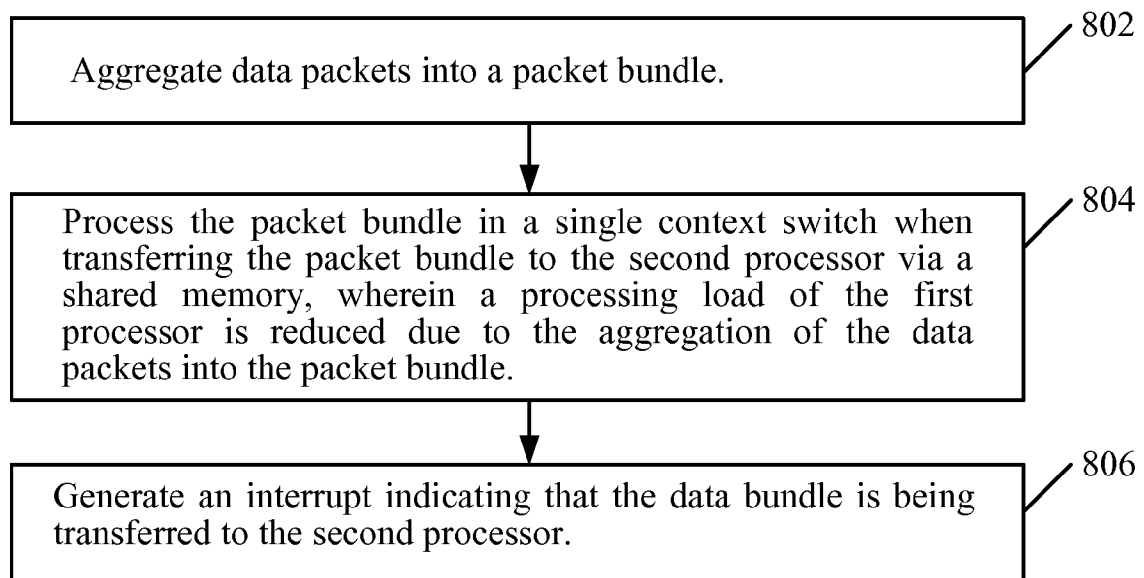 802
Aggregate data packets into a packet bundle.
804
Process the packet bundle in a single context switch when
transferring the packet bundle to the second processor via a
shared memory, wherein a processing load of the first
processor is reduced due to the aggregation of the data
packets into the packet bundle.
806
Generate an interrupt indicating that the data bundle is being
transferred to the second processor.